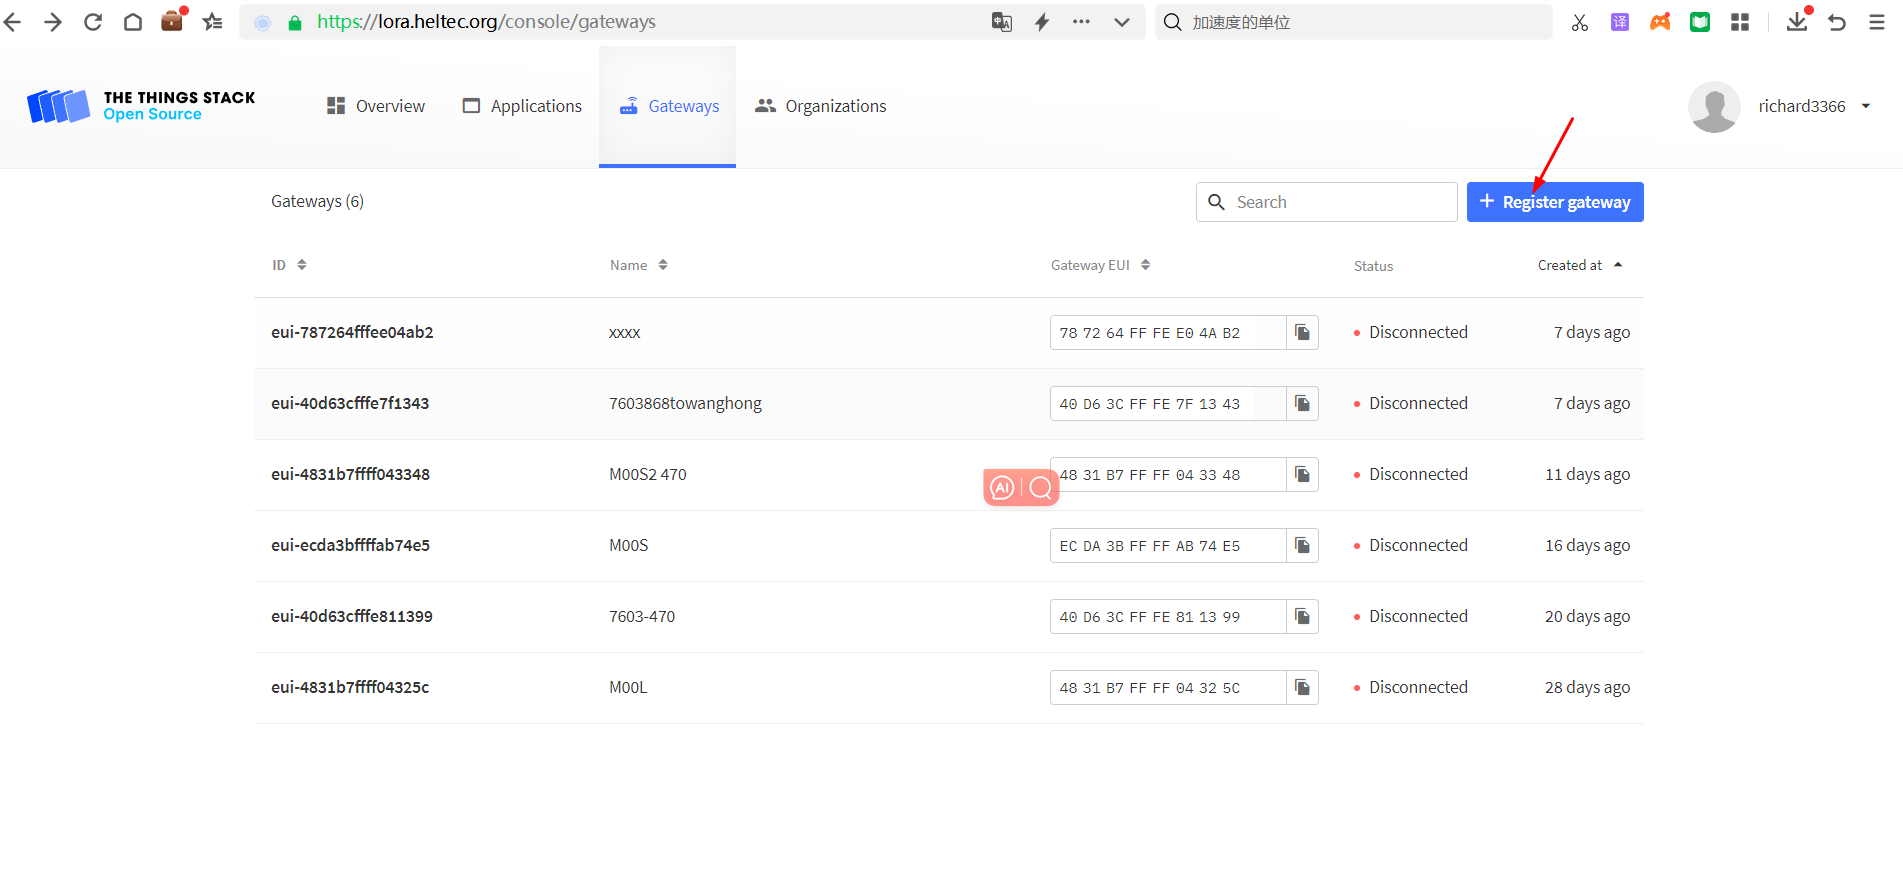 https://lora.heltec.org/console/gateways
加速度的单位
译
THE THINGS STACK
Open Source
Overview
Applications
Gateways
Organizations
richard3366
Gateways (6)
Search
+ Register gateway
ID Name Gateway EUI Status Created at
eui-787264fffee04ab2 xxxx 78 72 64 FF FE E0 4A B2 Disconnected 7 days ago
eui-40d63cfffe7f1343 7603868towanghong 40 D6 3C FF FE 7F 13 43 Disconnected 7 days ago
eui-4831b7ffff043348 M00S2 470 48 31 B7 FF FF 04 33 48 Disconnected 11 days ago
AI
eui-ecda3bffffab74e5 M00S EC DA 3B FF FF AB 74 E5 Disconnected 16 days ago
eui-40d63cfffe811399 7603-470 40 D6 3C FF FE 81 13 99 Disconnected 20 days ago
eui-4831b7ffff04325c M00L 48 31 B7 FF FF 04 32 5C Disconnected 28 days ago